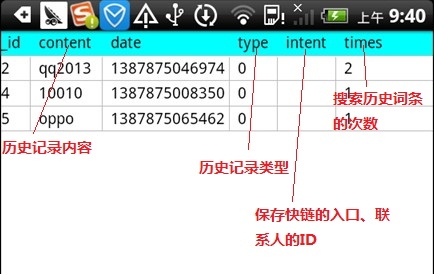 上午 9:40
_id content date type intent times
2 qq2013 1387875046974 0 2
4 10010 1387875008350 0 1
5 oppo 1387875065462 0 1
搜索历史词条
的次数
历史记录内容
历史记录类型
保存快链的入口、联
系人的ID